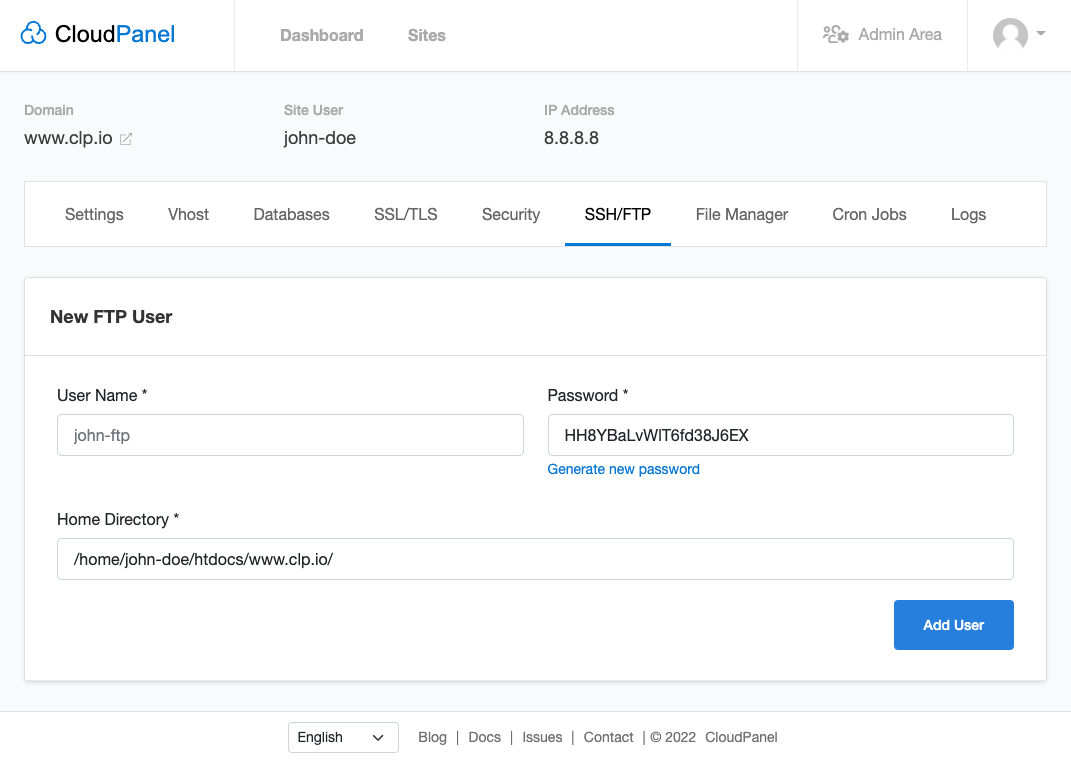 CloudPanel Dashboard Sites Admin Area
Domain Site User IP Address
www.clp.io john-doe 8.8.8.8
Settings Vhost Databases SSL/TLS Security SSH/FTP File Manager Cron Jobs Logs
New FTP User
User Name * Password *
john-ftp HH8YBaLvWlT6fd38J6EX
Generate new password
Home Directory *
/home/john-doe/htdocs/www.clp.io/
Add User
English Blog | Docs | Issues | Contact | © 2022 CloudPanel